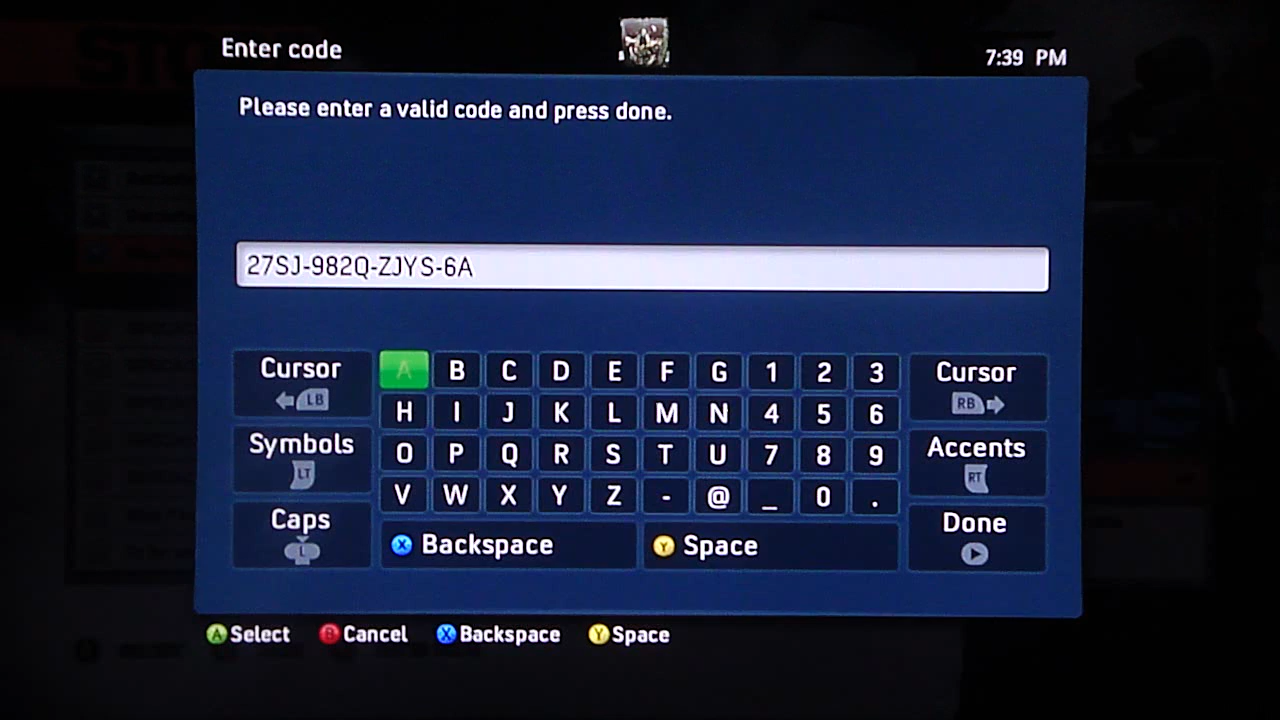 Enter code
7:39 PM
Please enter a valid code and press done.
27SJ-982Q-ZJYS-6A
Cursor A B C D E F G 1 2 3 Cursor
LB RB
H I J K L M N 4 5 6
Symbols O P Q R S T U 7 8 9 Accents
LT RT
V W X Y Z - @ _ 0 .
Caps Done
L
X Backspace Y Space
A Select B Cancel X Backspace Y Space